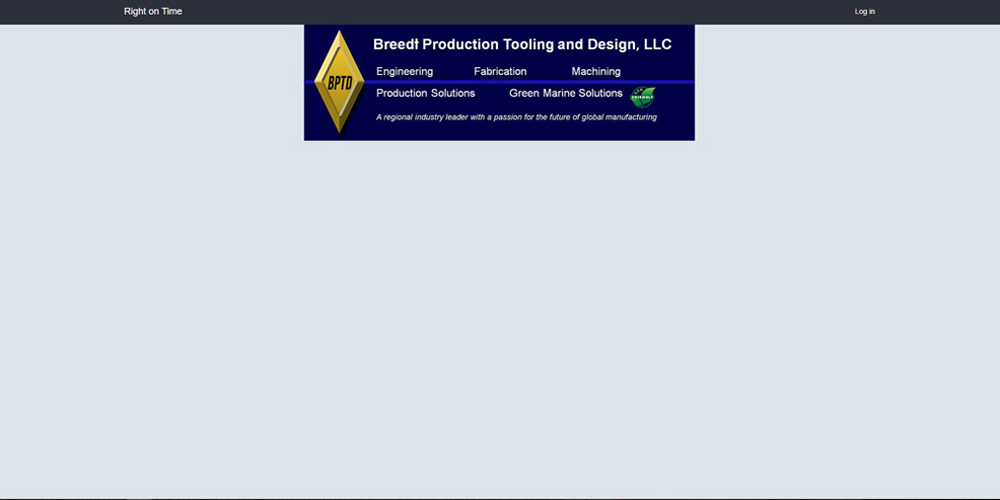 Right on Time Log in
Breedt Production Tooling and Design, LLC
Engineering Fabrication Machining
BPTD
Production Solutions Green Marine Solutions
FRIENDLY
A regional industry leader with a passion for the future of global manufacturing